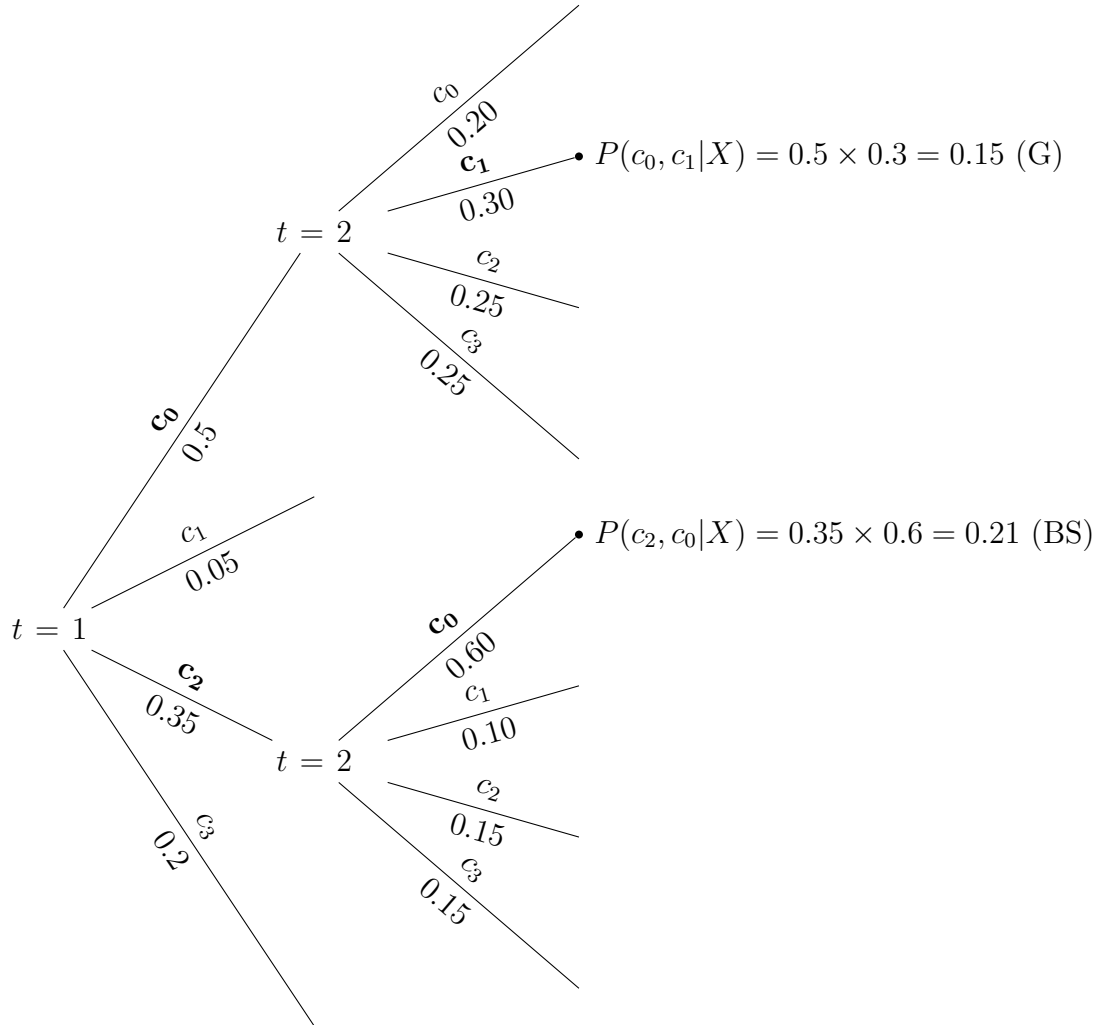 c₀
0.20
c₁
0.30
P(c₀, c₁|X) = 0.5 × 0.3 = 0.15 (G)
t = 2
c₂
0.25
c₃
0.25
c₀
0.5
c₁
0.05
P(c₂, c₀|X) = 0.35 × 0.6 = 0.21 (BS)
c₀
0.60
t = 1
c₂
0.35
c₁
0.10
t = 2
c₂
0.15
c₃
0.2
c₃
0.15